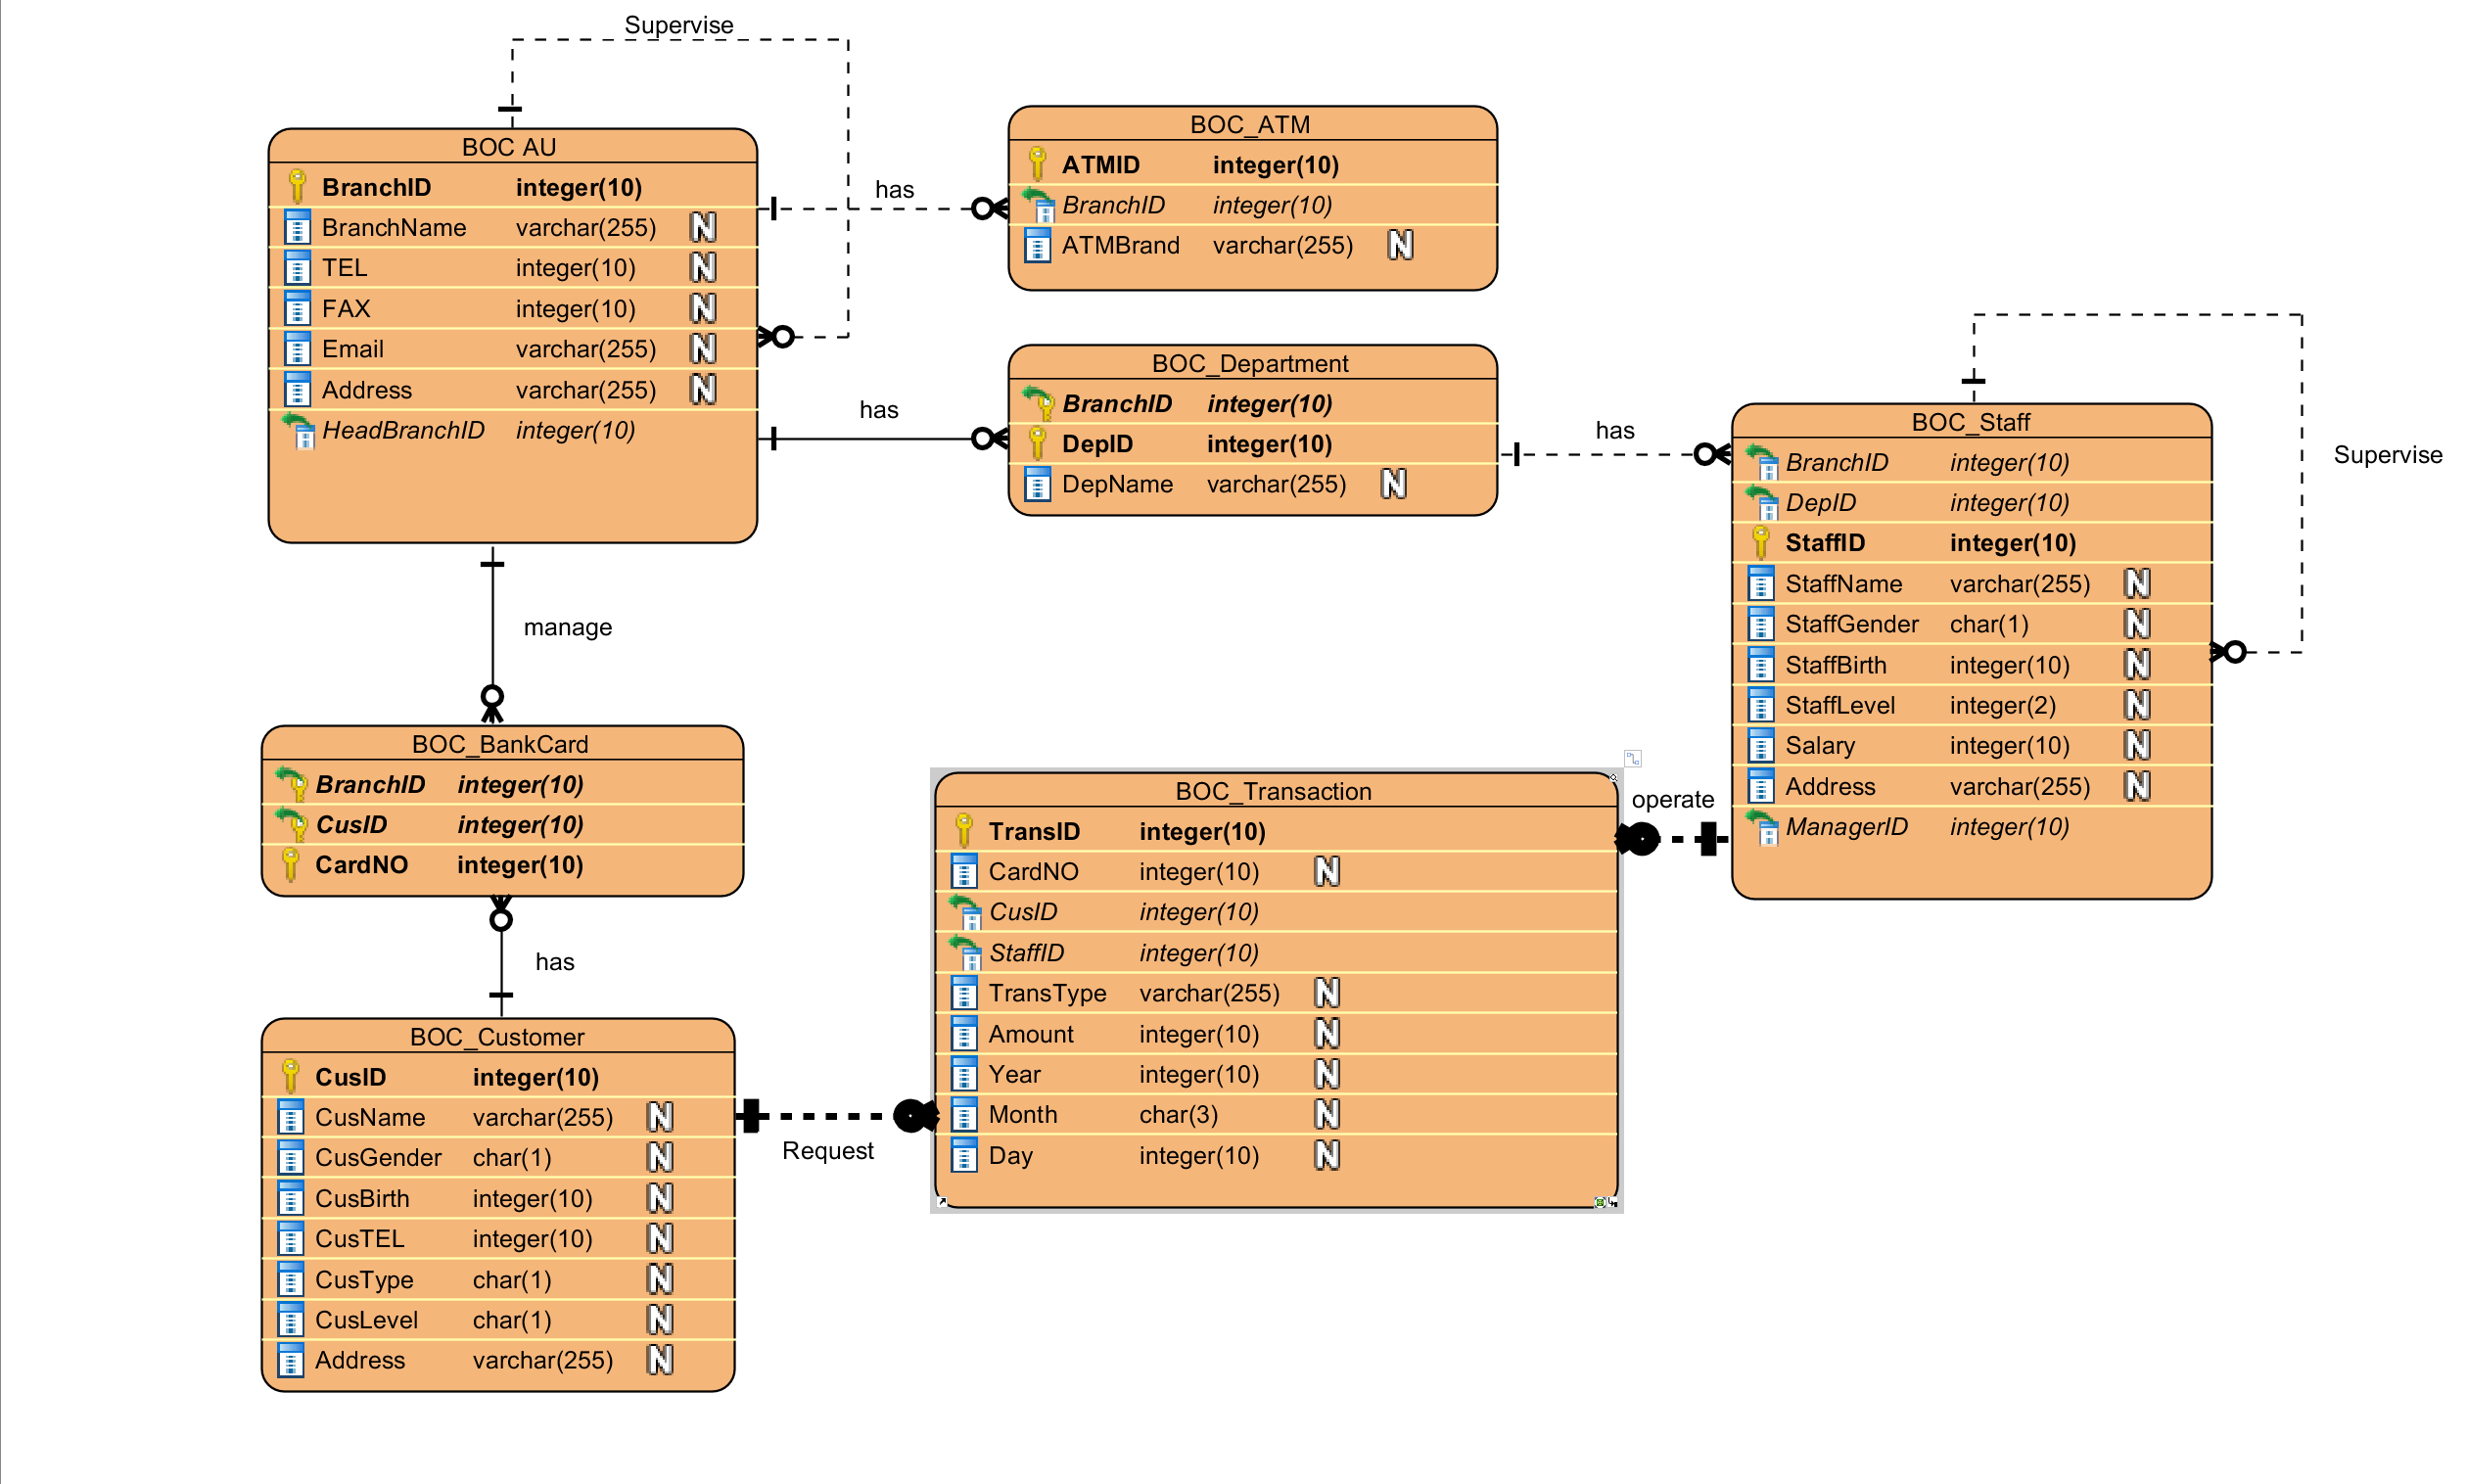 Supervise
BOC AU
BranchID integer(10)
BranchName varchar(255) N
TEL integer(10) N
FAX integer(10) N
Email varchar(255) N
Address varchar(255) N
HeadBranchID integer(10)
has
BOC_ATM
ATMID integer(10)
BranchID integer(10)
ATMBrand varchar(255) N
has
BOC_Department
BranchID integer(10)
DepID integer(10)
DepName varchar(255) N
has
BOC_Staff
BranchID integer(10)
DepID integer(10)
StaffID integer(10)
StaffName varchar(255) N
StaffGender char(1) N
StaffBirth integer(10) N
StaffLevel integer(2) N
Salary integer(10) N
Address varchar(255) N
ManagerID integer(10)
Supervise
manage
BOC_BankCard
BranchID integer(10)
CusID integer(10)
CardNO integer(10)
has
BOC_Transaction
TransID integer(10)
CardNO integer(10) N
CusID integer(10)
StaffID integer(10)
TransType varchar(255) N
Amount integer(10) N
Year integer(10) N
Month char(3) N
Day integer(10) N
operate
BOC_Customer
CusID integer(10)
CusName varchar(255) N
CusGender char(1) N
CusBirth integer(10) N
CusTEL integer(10) N
CusType char(1) N
CusLevel char(1) N
Address varchar(255) N
Request